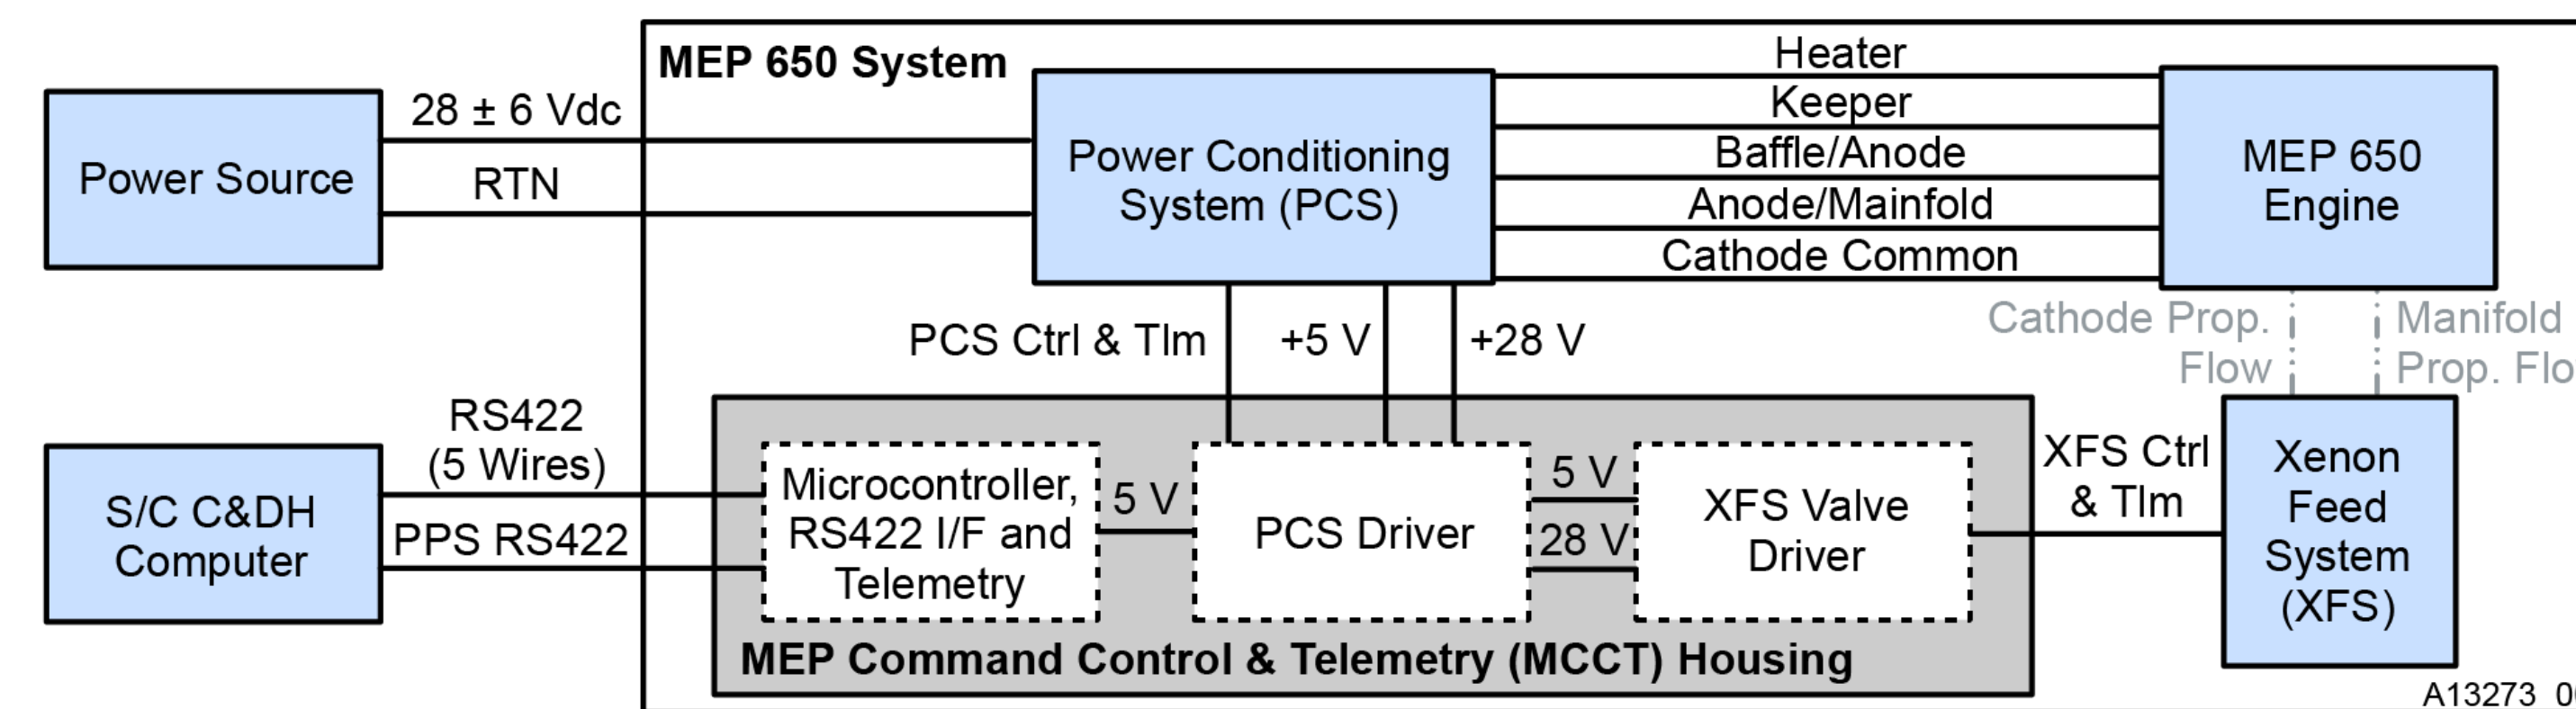 MEP 650 System
Power Source
28 ± 6 Vdc
RTN
Power Conditioning
System (PCS)
Heater
Keeper
Baffle/Anode
Anode/Mainfold
Cathode Common
MEP 650
Engine
PCS Ctrl & Tlm
+5 V
+28 V
Cathode Prop.
Flow
Manifold
Prop. Flo
S/C C&DH
Computer
RS422
(5 Wires)
PPS RS422
Microcontroller,
RS422 I/F and
Telemetry
5 V
PCS Driver
5 V
28 V
XFS Valve
Driver
XFS Ctrl
& Tlm
Xenon
Feed
System
(XFS)
MEP Command Control & Telemetry (MCCT) Housing
A13273_0